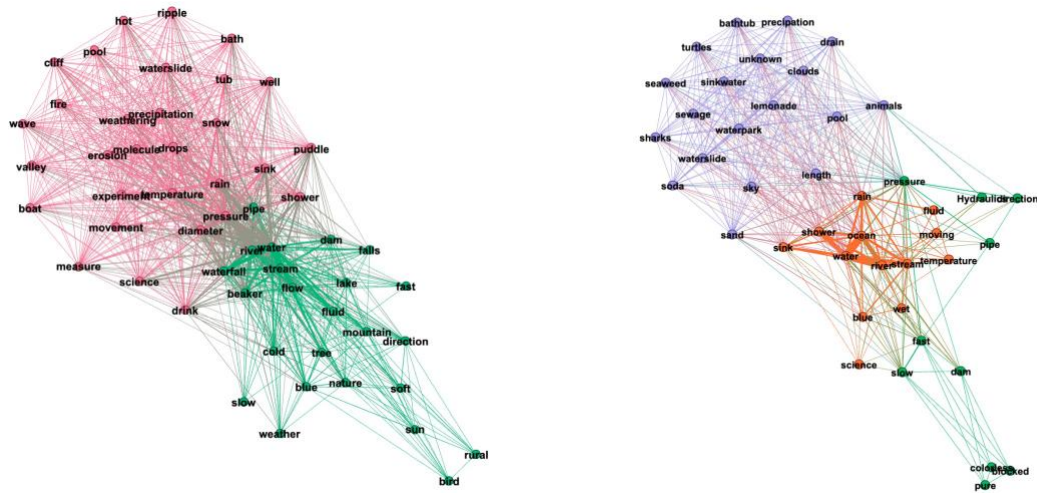 ripple
hot
bath
pool
cliff
waterslide
tub
well
fire
precipitation
wave
weathering
snow
molecule
drops
erosion
puddle
valley
sink
rain
experiment
temperature
shower
boat
pipe
pressure
movement
diameter
water
dam
river
falls
measure
waterfall
stream
science
lake
fast
beaker
flow
drink
fluid
mountain
direction
cold
tree
blue
nature
soft
slow
sun
weather
rural
bird
bathtub
precipation
turtles
drain
unknown
clouds
seaweed
sinkwater
lemonade
animals
sewage
pool
waterpark
sharks
waterslide
length
soda
sky
pressure
rain
Hydraulics
direction
fluid
sand
shower
ocean
moving
sink
pipe
water
river
stream
temperature
wet
blue
fast
science
slow
dam
colorless
blocked
pure